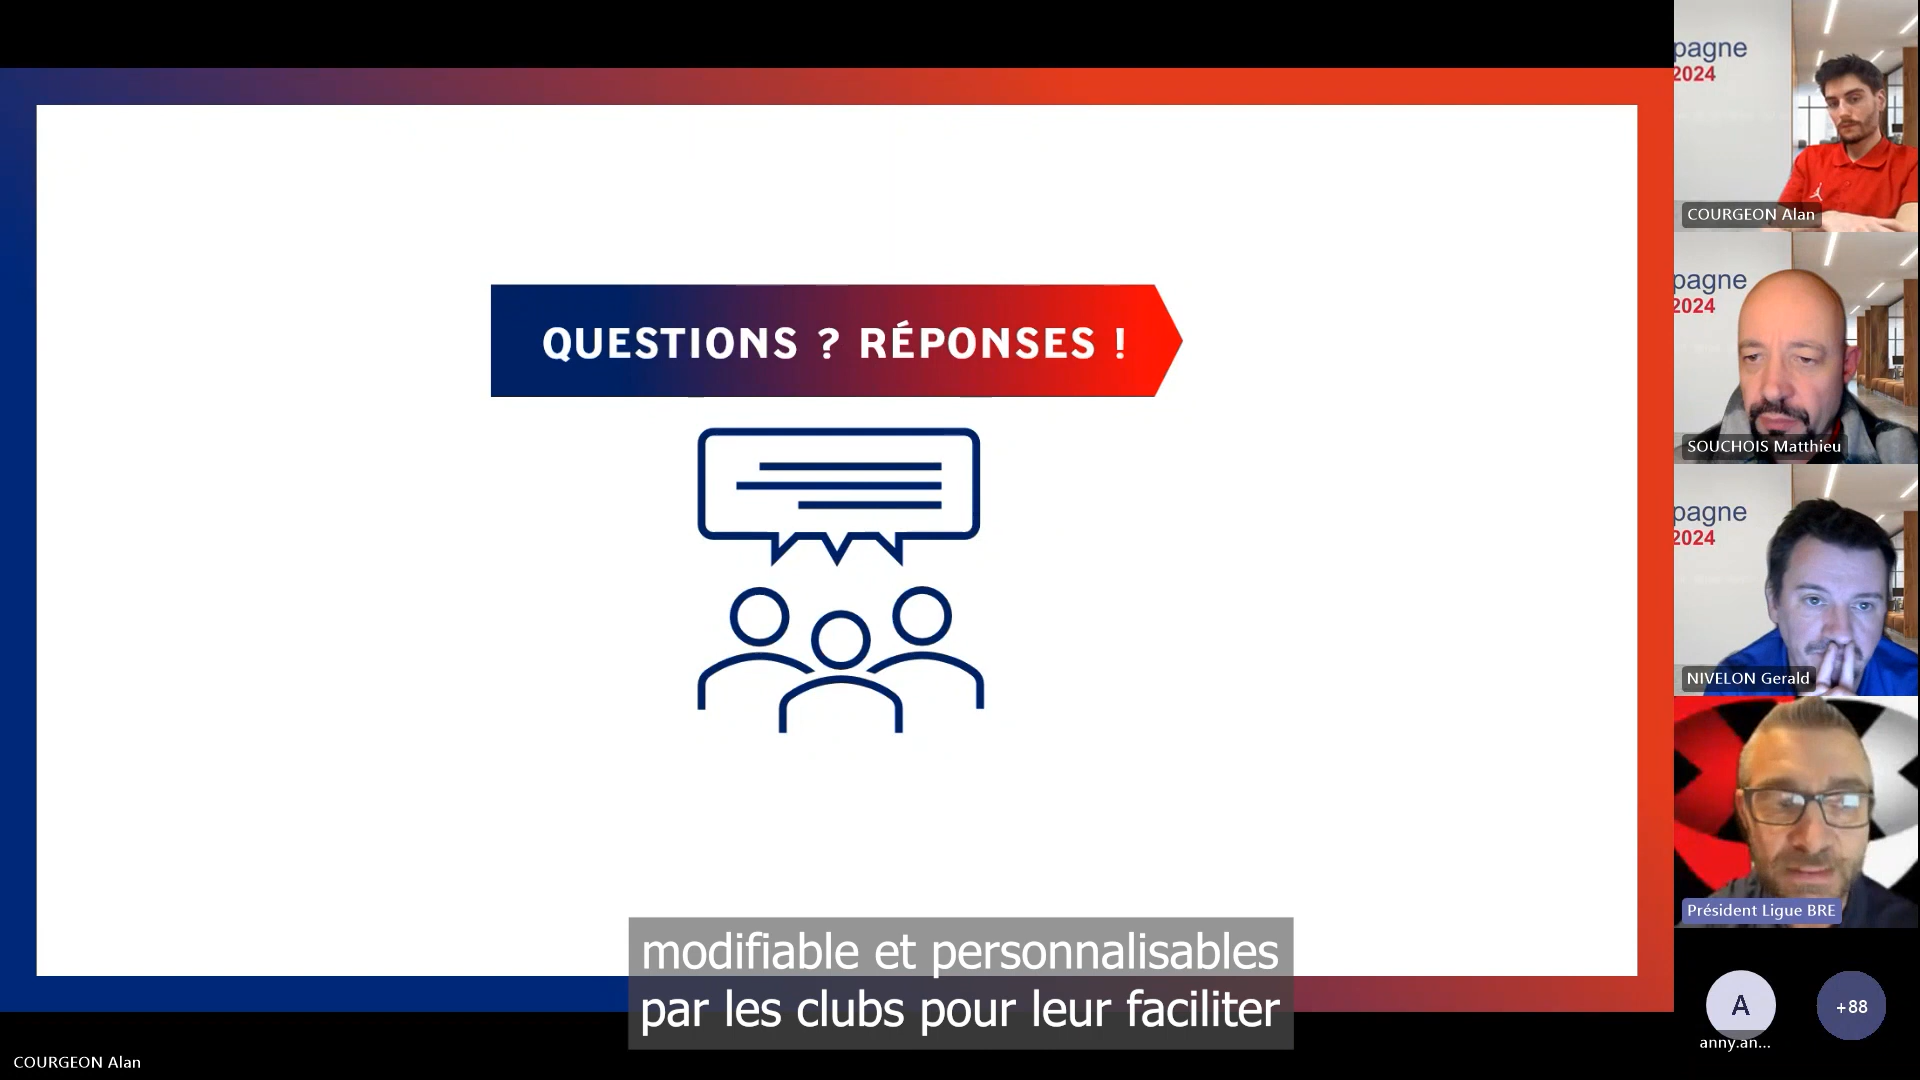 QUESTIONS ? RÉPONSES !
modifiable et personnalisables
par les clubs pour leur faciliter
COURGEON Alan
pagne
2024
COURGEON Alan
pagne
2024
SOUCHOIS Matthieu
pagne
2024
NIVELON Gerald
Président Ligue BRE
A
anny.an...
+88